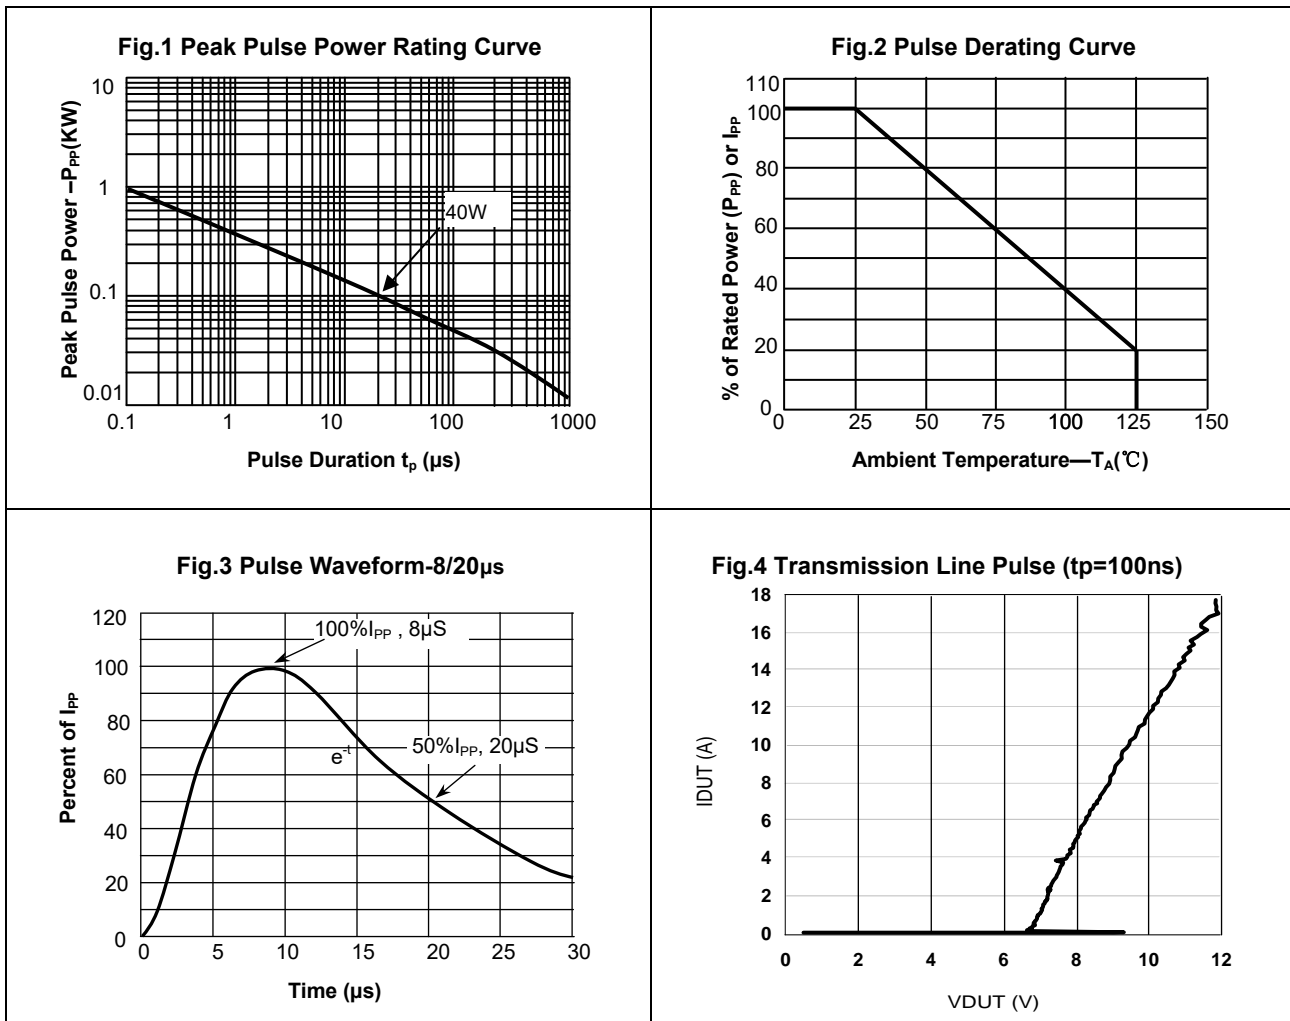 Fig.1 Peak Pulse Power Rating Curve
Peak Pulse Power –PPP(KW)
10
1
0.1
0.01
40W
0.1 1 10 100 1000
Pulse Duration tp (µs)
Fig.2 Pulse Derating Curve
% of Rated Power (PPP) or IPP
110
100
80
60
40
20
0
0 25 50 75 100 125 150
Ambient Temperature—TA(℃)
Fig.3 Pulse Waveform-8/20µs
Percent of IPP
120
100
80
60
40
20
0
100%IPP , 8µS
e-t
50%IPP, 20µS
0 5 10 15 20 25 30
Time (µs)
Fig.4 Transmission Line Pulse (tp=100ns)
IDUT (A)
18
16
14
12
10
8
6
4
2
0
0 2 4 6 8 10 12
VDUT (V)